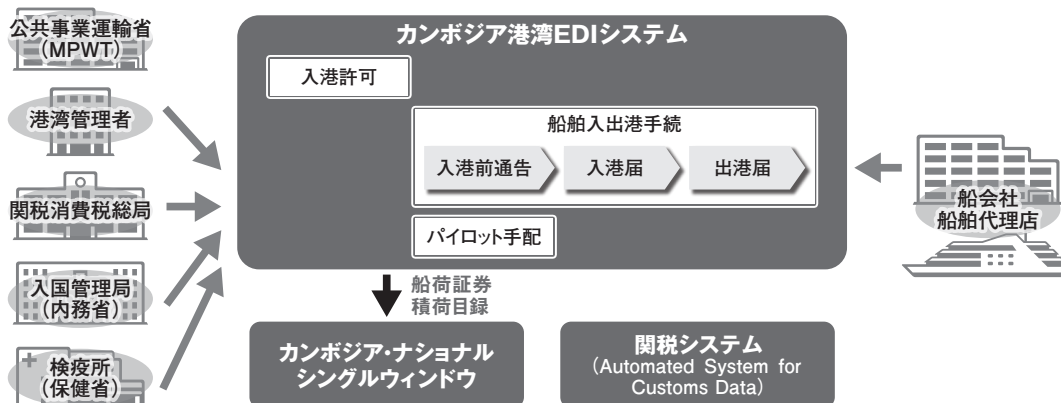 公共事業運輸省
（MPWT）
港湾管理者
関税消費税総局
入国管理局
（内務省）
検疫所
（保健省）
カンボジア港湾EDIシステム
入港許可
船舶入出港手続
入港前通告
入港届
出港届
パイロット手配
船会社
船舶代理店
船荷証券
積荷目録
カンボジア・ナショナル
シングルウィンドウ
関税システム
（Automated System for
Customs Data）